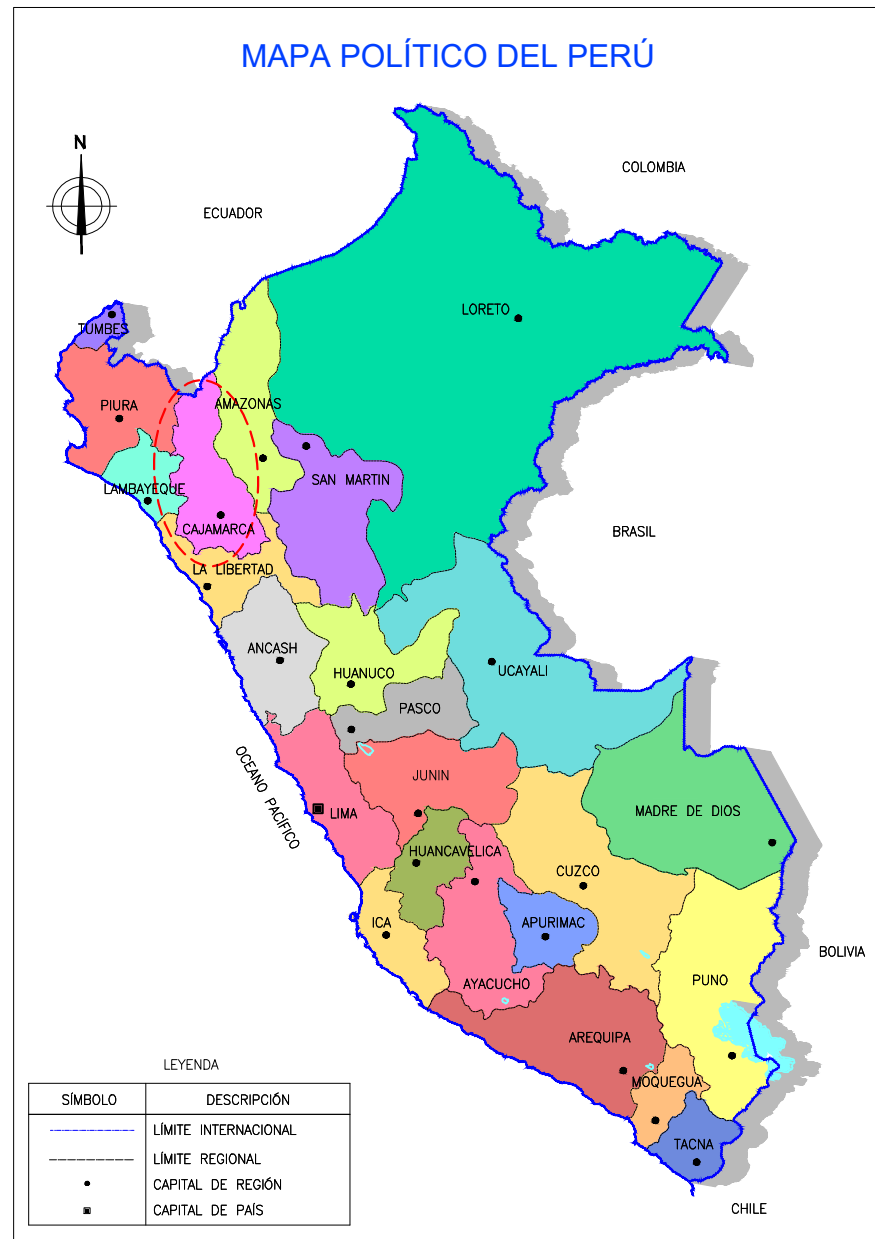 MAPA POLÍTICO DEL PERÚ
N
COLOMBIA
ECUADOR
LORETO
TUMBES
PIURA
AMAZONAS
SAN MARTIN
LAMBAYEQUE
CAJAMARCA
BRASIL
LA LIBERTAD
ANCASH
HUANUCO
UCAYALI
PASCO
OCEANO PACÍFICO
JUNIN
LIMA
MADRE DE DIOS
HUANCAVELICA
CUZCO
ICA
APURIMAC
BOLIVIA
PUNO
AYACUCHO
AREQUIPA
MOQUEGUA
TACNA
CHILE
LEYENDA
SÍMBOLO DESCRIPCIÓN
LÍMITE INTERNACIONAL
LÍMITE REGIONAL
CAPITAL DE REGIÓN
CAPITAL DE PAÍS